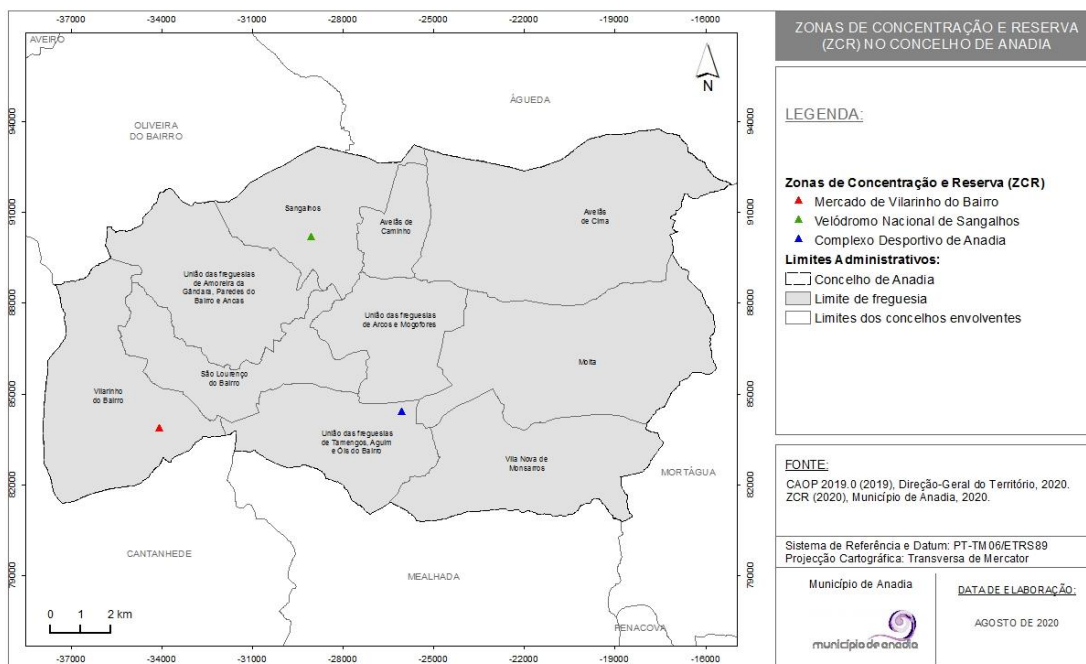 -37000 -34000 -31000 -28000 -25000 -22000 -19000 -16000
ZONAS DE CONCENTRAÇÃO E RESERVA
(ZCR) NO CONCELHO DE ANADIA
AVEIRO
N
ÁGUEDA
OLIVEIRA
DO BAIRRO
94000
94000
91000
91000
88000
88000
85000
85000
82000
82000
79000
79000
Sangalhos
Avelãs de
Caminho
Avelãs
de Cima
União das freguesias
de Amoreira da
Gândara, Paredes do
Bairro e Ancas
União das freguesias
de Arcos e Mogofores
Moita
São Lourenço
do Bairro
Vilarinho
do Bairro
União das freguesias
de Tamengos, Aguim
e Óis do Bairro
Vila Nova de
Monsarros
MORTÁGUA
CANTANHEDE
MEALHADA
PENACOVA
0 1 2 km
-37000 -34000 -31000 -28000 -25000 -22000 -19000 -16000
LEGENDA:
Zonas de Concentração e Reserva (ZCR)
Mercado de Vilarinho do Bairro
Velódromo Nacional de Sangalhos
Complexo Desportivo de Anadia
Limites Administrativos:
Concelho de Anadia
Limite de freguesia
Limites dos concelhos envolventes
FONTE:
CAOP 2019.0 (2019), Direção-Geral do Território, 2020.
ZCR (2020), Município de Anadia, 2020.
Sistema de Referência e Datum: PT-TM06/ETRS89
Projecção Cartográfica: Transversa de Mercator
Município de Anadia
município de anadia
DATA DE ELABORAÇÃO:
AGOSTO DE 2020